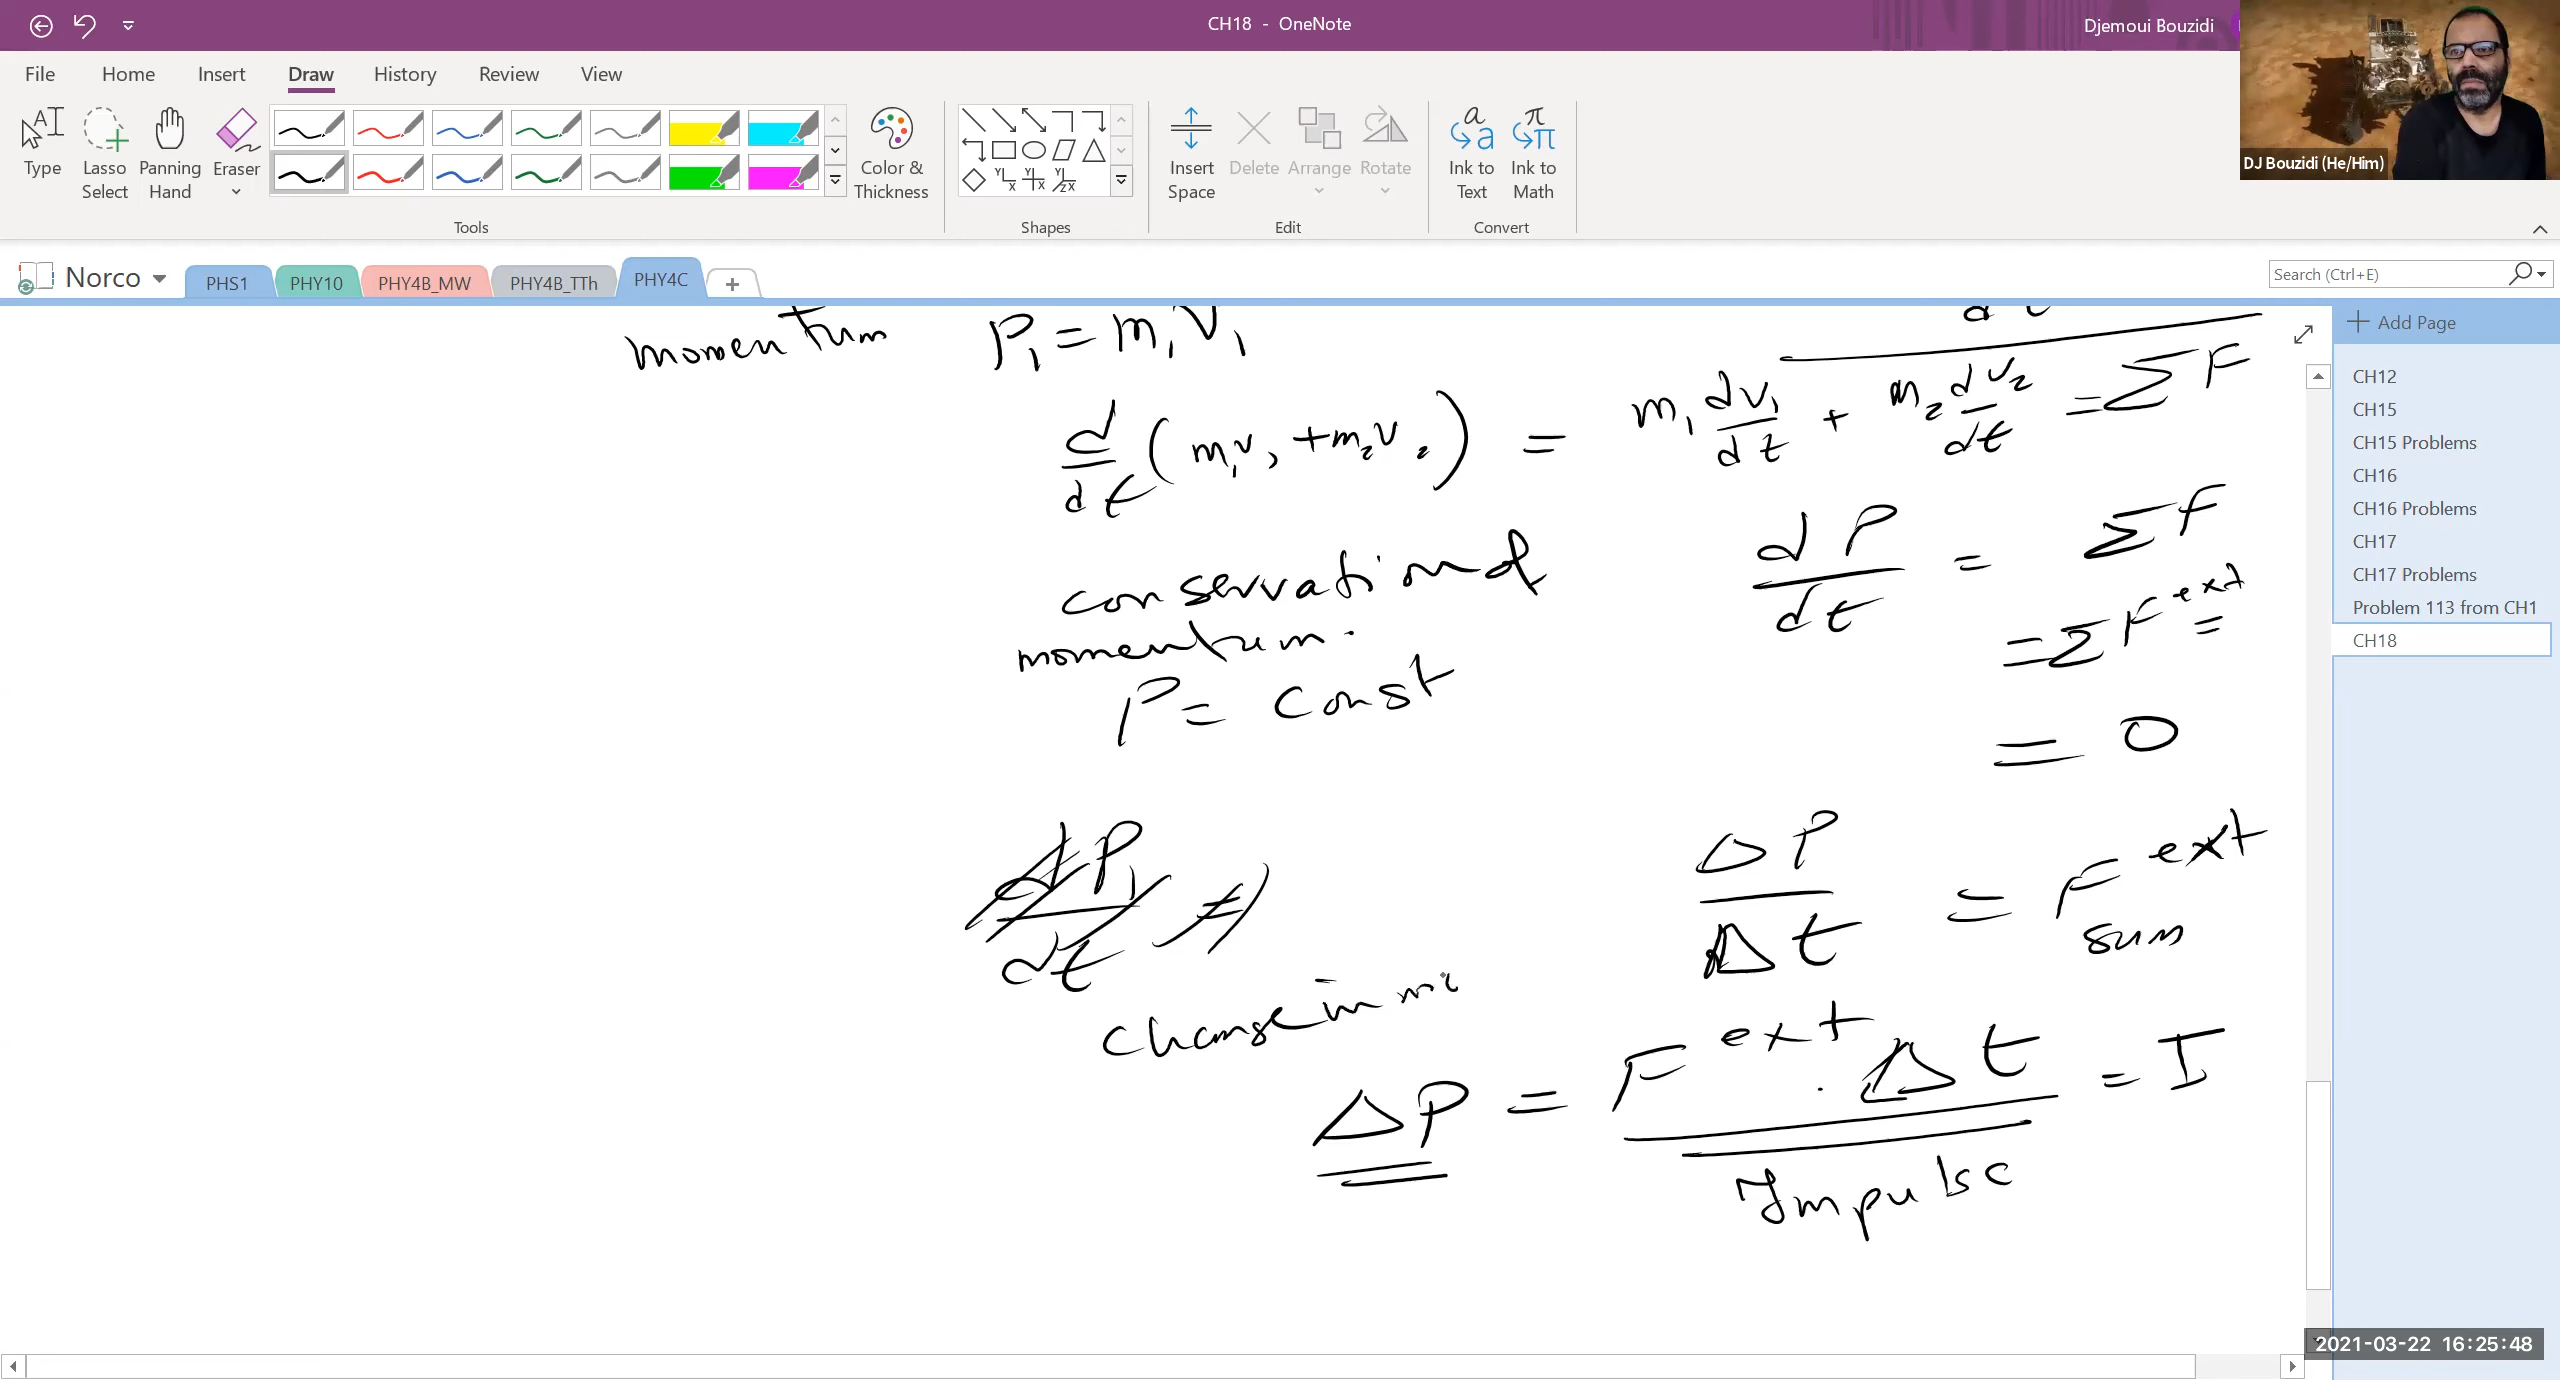 CH18 - OneNote
Djemoui Bouzidi
File Home Insert Draw History Review View
Type
Lasso Select
Panning Hand
Eraser
Color & Thickness
Insert Space
Delete
Arrange
Rotate
Ink to Text
Ink to Math
Tools
Shapes
Edit
Convert
DJ Bouzidi (He/Him)
Norco
PHS1
PHY10
PHY4B_MW
PHY4B_TTh
PHY4C
Search (Ctrl+E)
Add Page
CH12
CH15
CH15 Problems
CH16
CH16 Problems
CH17
CH17 Problems
Problem 113 from CH1
CH18
momentum P₁ = m₁V₁
d/dt (m₁v₁ + m₂v₂) = m₁ dv₁/dt + m₂ dv₂/dt = ΣF
dP/dt = ΣF
conservation of
momentum.
= ΣF^ext =
P = const
= 0
dP₁/dt =)
ΔP/Δt = F^ext
sum
change in mo
ΔP = F^ext · Δt = I
Impulse
2021-03-22 16:25:48